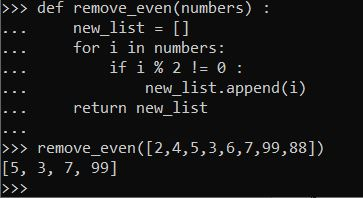 >>> def remove_even(numbers) :
...     new_list = []
...     for i in numbers:
...         if i % 2 != 0 :
...             new_list.append(i)
...     return new_list
...
>>> remove_even([2,4,5,3,6,7,99,88])
[5, 3, 7, 99]
>>>